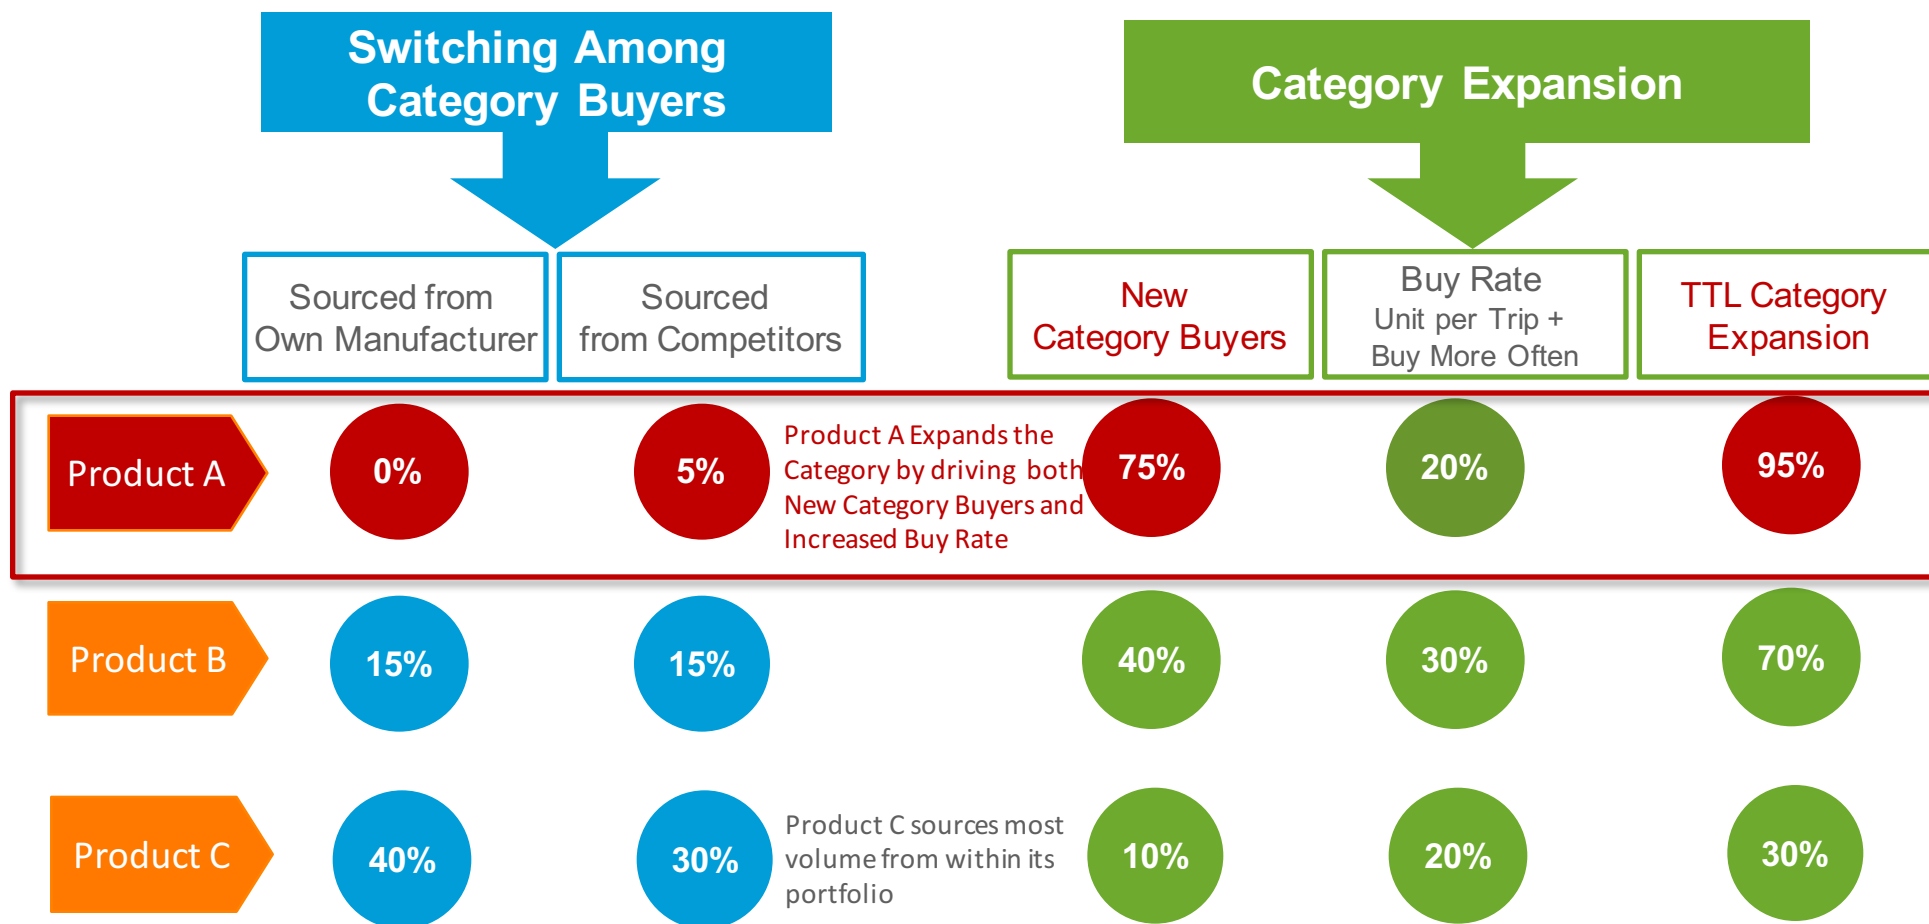 Switching Among
Category Buyers
Category Expansion
Sourced from
Own Manufacturer
Sourced
from Competitors
New
Category Buyers
Buy Rate
Unit per Trip +
Buy More Often
TTL Category
Expansion
Product A
0%
5%
Product A Expands the
Category by driving both
New Category Buyers and
Increased Buy Rate
75%
20%
95%
Product B
15%
15%
40%
30%
70%
Product C
40%
30%
Product C sources most
volume from within its
portfolio
10%
20%
30%